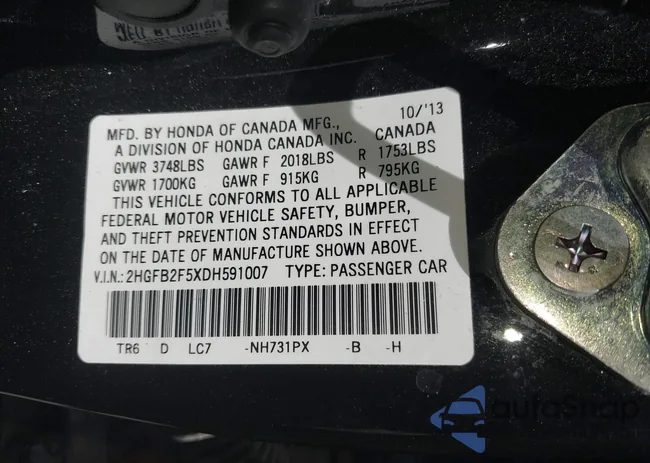 10/'13
MFD. BY HONDA OF CANADA MFG., CANADA
A DIVISION OF HONDA CANADA INC.
GVWR 3748LBS GAWR F 2018LBS R 1753LBS
GVWR 1700KG GAWR F 915KG R 795KG
THIS VEHICLE CONFORMS TO ALL APPLICABLE
FEDERAL MOTOR VEHICLE SAFETY, BUMPER,
AND THEFT PREVENTION STANDARDS IN EFFECT
ON THE DATE OF MANUFACTURE SHOWN ABOVE.
V.I.N.: 2HGFB2F5XDH591007 TYPE: PASSENGER CAR
TR6 D LC7 -NH731PX -B -H
autoSnap